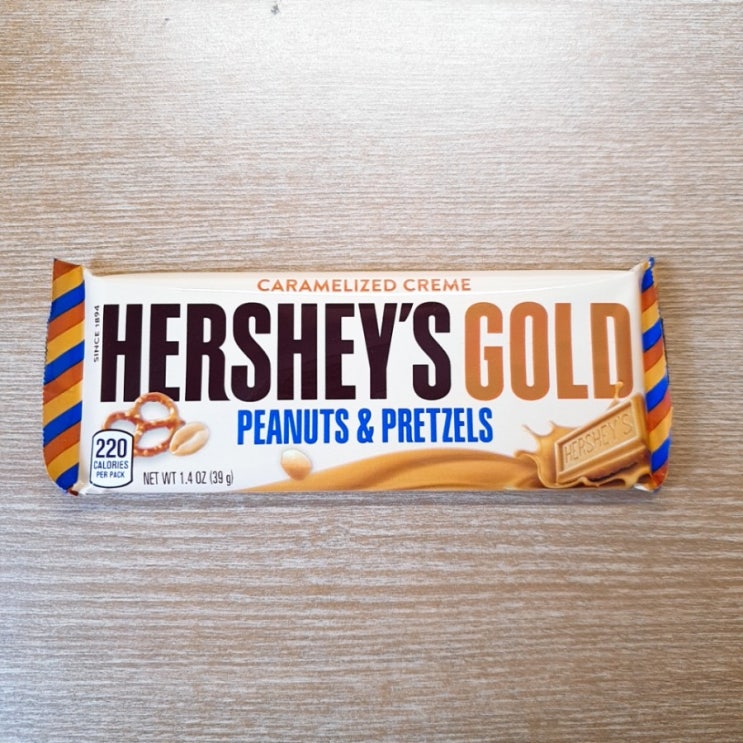 CARAMELIZED CREME
SINCE 1894
HERSHEY'S GOLD
PEANUTS & PRETZELS
HERSHEY'S
220
CALORIES
PER PACK
NET WT 1.4 OZ (39 g)